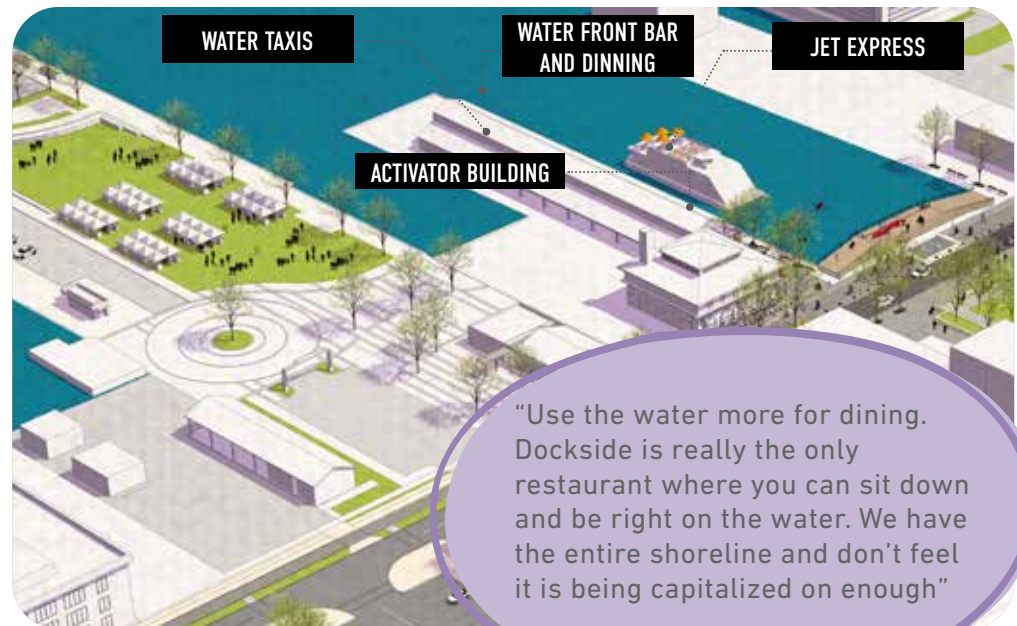 WATER TAXIS
WATER FRONT BAR
AND DINNING
JET EXPRESS
ACTIVATOR BUILDING
“Use the water more for dining.
Dockside is really the only
restaurant where you can sit down
and be right on the water. We have
the entire shoreline and don’t feel
it is being capitalized on enough”